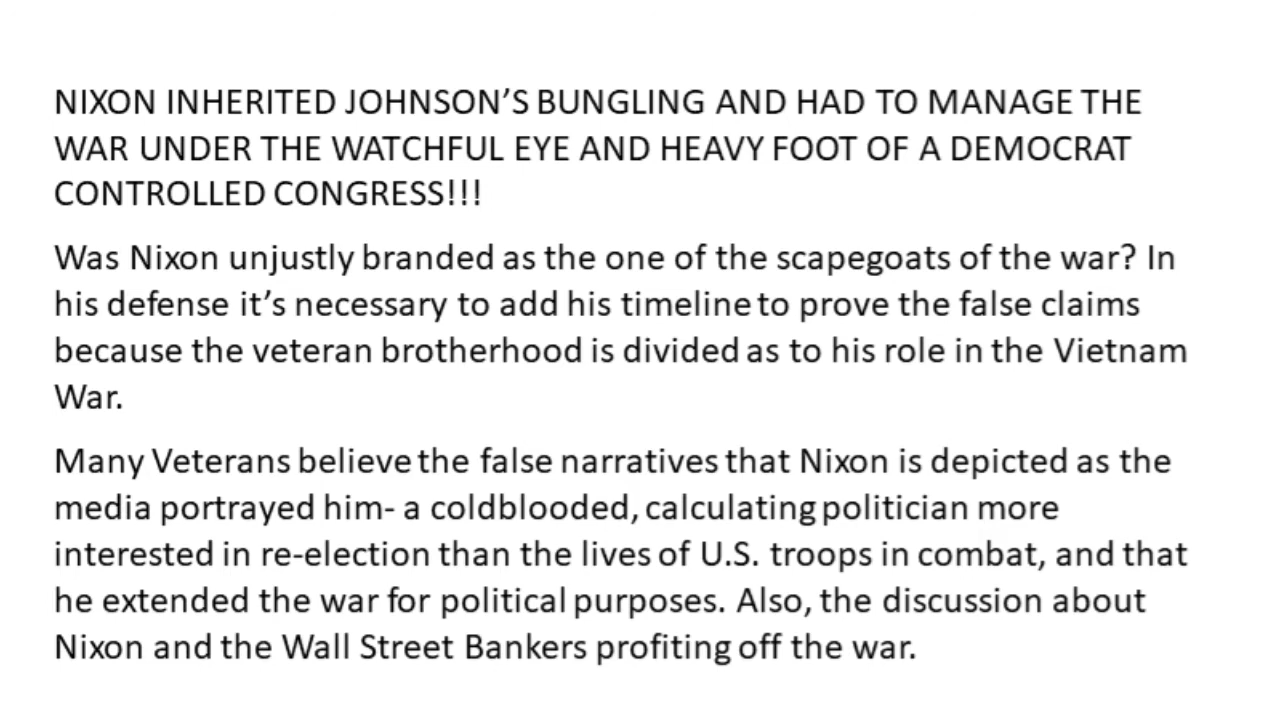 NIXON INHERITED JOHNSON’S BUNGLING AND HAD TO MANAGE THE
WAR UNDER THE WATCHFUL EYE AND HEAVY FOOT OF A DEMOCRAT
CONTROLLED CONGRESS!!!
Was Nixon unjustly branded as the one of the scapegoats of the war? In
his defense it’s necessary to add his timeline to prove the false claims
because the veteran brotherhood is divided as to his role in the Vietnam
War.
Many Veterans believe the false narratives that Nixon is depicted as the
media portrayed him- a coldblooded, calculating politician more
interested in re-election than the lives of U.S. troops in combat, and that
he extended the war for political purposes. Also, the discussion about
Nixon and the Wall Street Bankers profiting off the war.